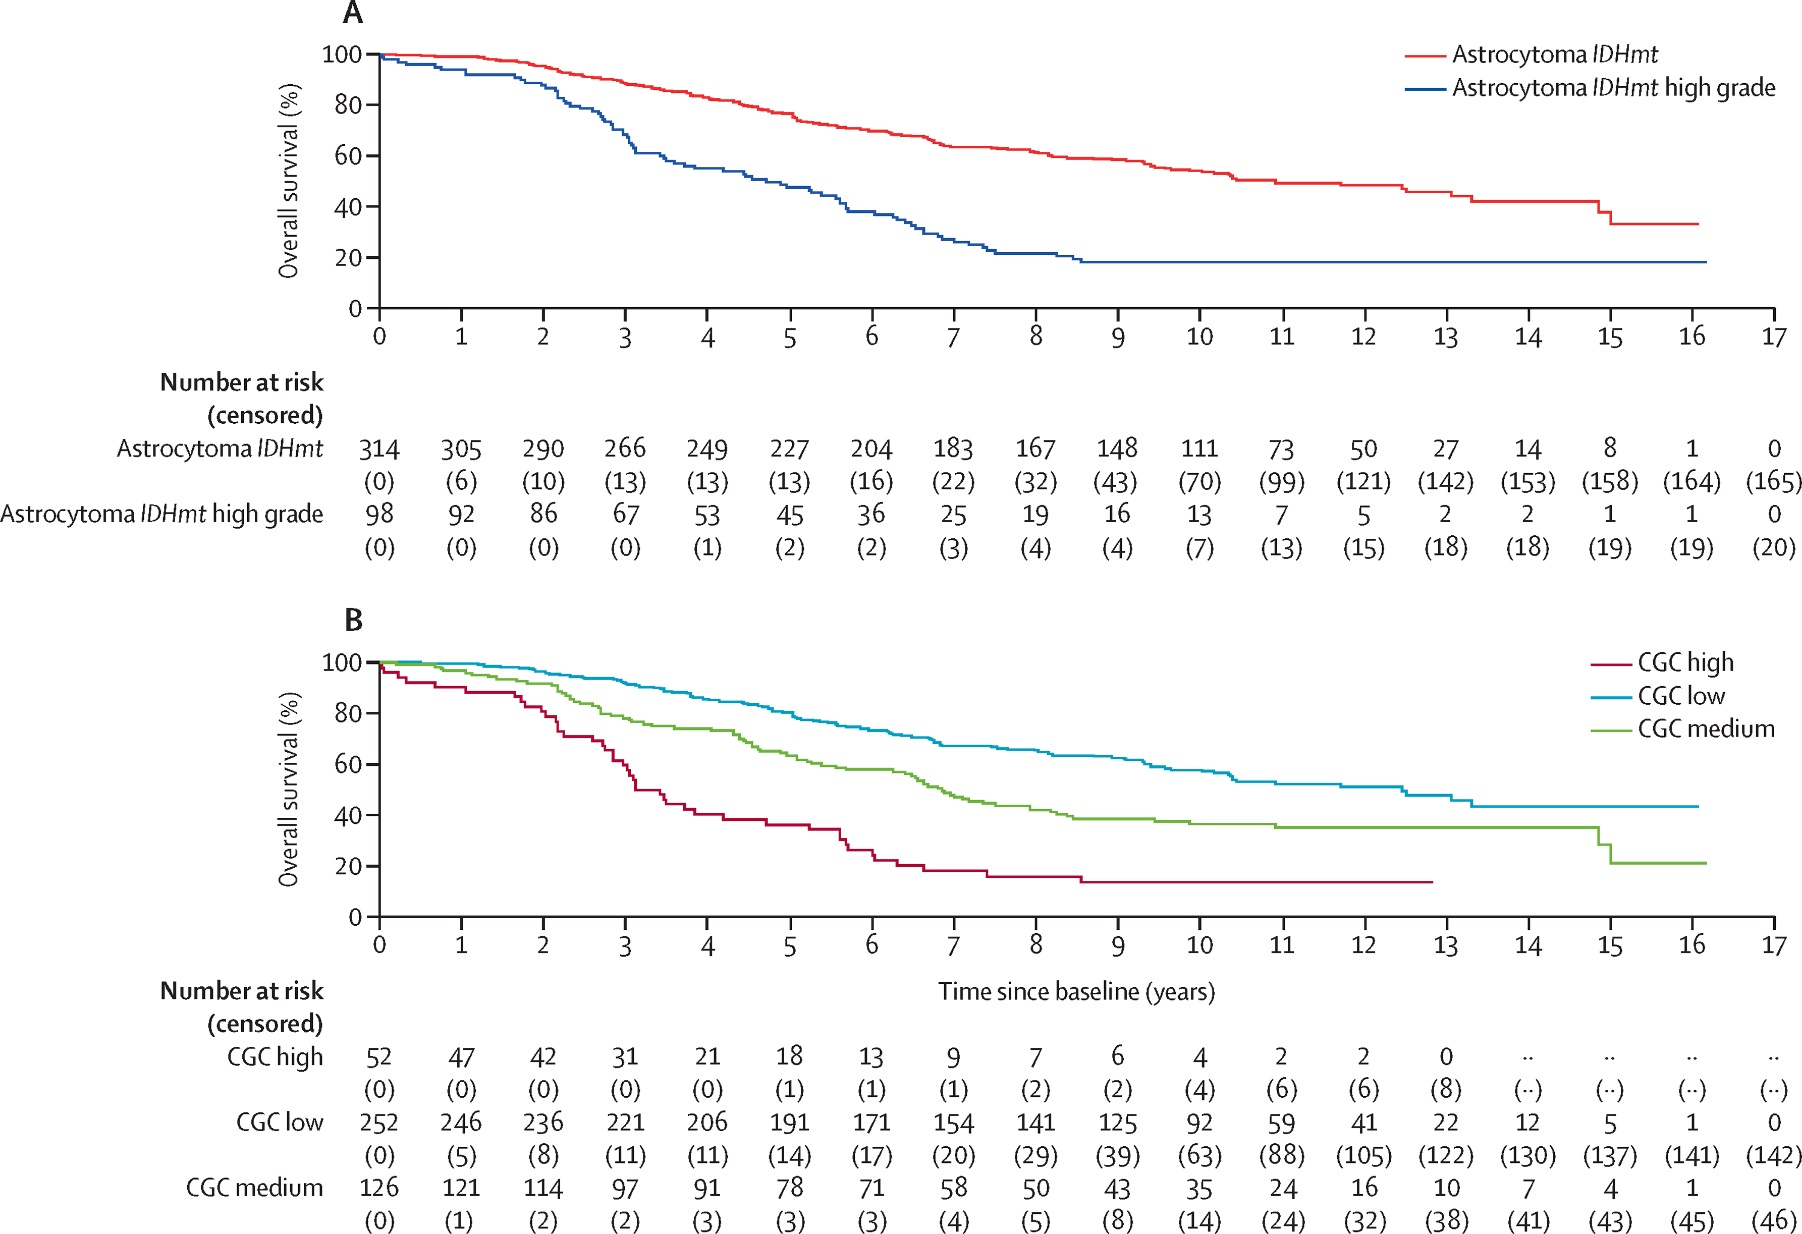 A
100
80
60
40
20
0
Overall survival (%)
Astrocytoma IDHmt
Astrocytoma IDHmt high grade
0 1 2 3 4 5 6 7 8 9 10 11 12 13 14 15 16 17
Number at risk
(censored)
Astrocytoma IDHmt 314 305 290 266 249 227 204 183 167 148 111 73 50 27 14 8 1 0
(0) (6) (10) (13) (13) (13) (16) (22) (32) (43) (70) (99) (121) (142) (153) (158) (164) (165)
Astrocytoma IDHmt high grade 98 92 86 67 53 45 36 25 19 16 13 7 5 2 2 1 1 0
(0) (0) (0) (0) (1) (2) (2) (3) (4) (4) (7) (13) (15) (18) (18) (19) (19) (20)
B
100
80
60
40
20
0
Overall survival (%)
CGC high
CGC low
CGC medium
0 1 2 3 4 5 6 7 8 9 10 11 12 13 14 15 16 17
Time since baseline (years)
Number at risk
(censored)
CGC high 52 47 42 31 21 18 13 9 7 6 4 2 2 0 ·· ·· ·· ··
(0) (0) (0) (0) (0) (1) (1) (1) (2) (2) (4) (6) (6) (8) (··) (··) (··) (··)
CGC low 252 246 236 221 206 191 171 154 141 125 92 59 41 22 12 5 1 0
(0) (5) (8) (11) (11) (14) (17) (20) (29) (39) (63) (88) (105) (122) (130) (137) (141) (142)
CGC medium 126 121 114 97 91 78 71 58 50 43 35 24 16 10 7 4 1 0
(0) (1) (2) (2) (3) (3) (3) (4) (5) (8) (14) (24) (32) (38) (41) (43) (45) (46)